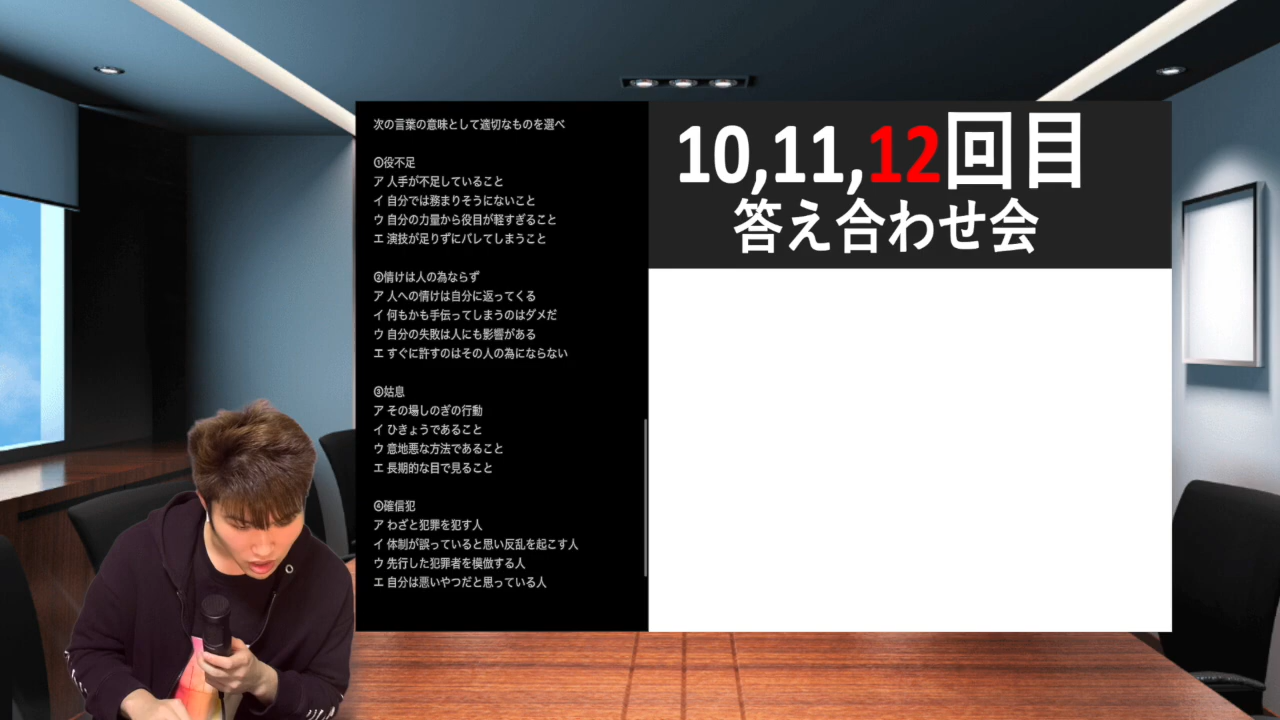 次の言葉の意味として適切なものを選べ
①役不足
ア 人手が不足していること
イ 自分では務まりそうにないこと
ウ 自分の力量から役目が軽すぎること
エ 演技が足りずにバレてしまうこと
②情けは人の為ならず
ア 人への情けは自分に返ってくる
イ 何もかも手伝ってしまうのはダメだ
ウ 自分の失敗は人にも影響がある
エ すぐに許すのはその人の為にならない
③姑息
ア その場しのぎの行動
イ ひきょうであること
ウ 意地悪な方法であること
エ 長期的な目で見ること
④確信犯
ア わざと犯罪を犯す人
イ 体制が誤っていると思い反乱を起こす人
ウ 先行した犯罪者を模倣する人
エ 自分は悪いやつだと思っている人
10,11,12回目
答え合わせ会